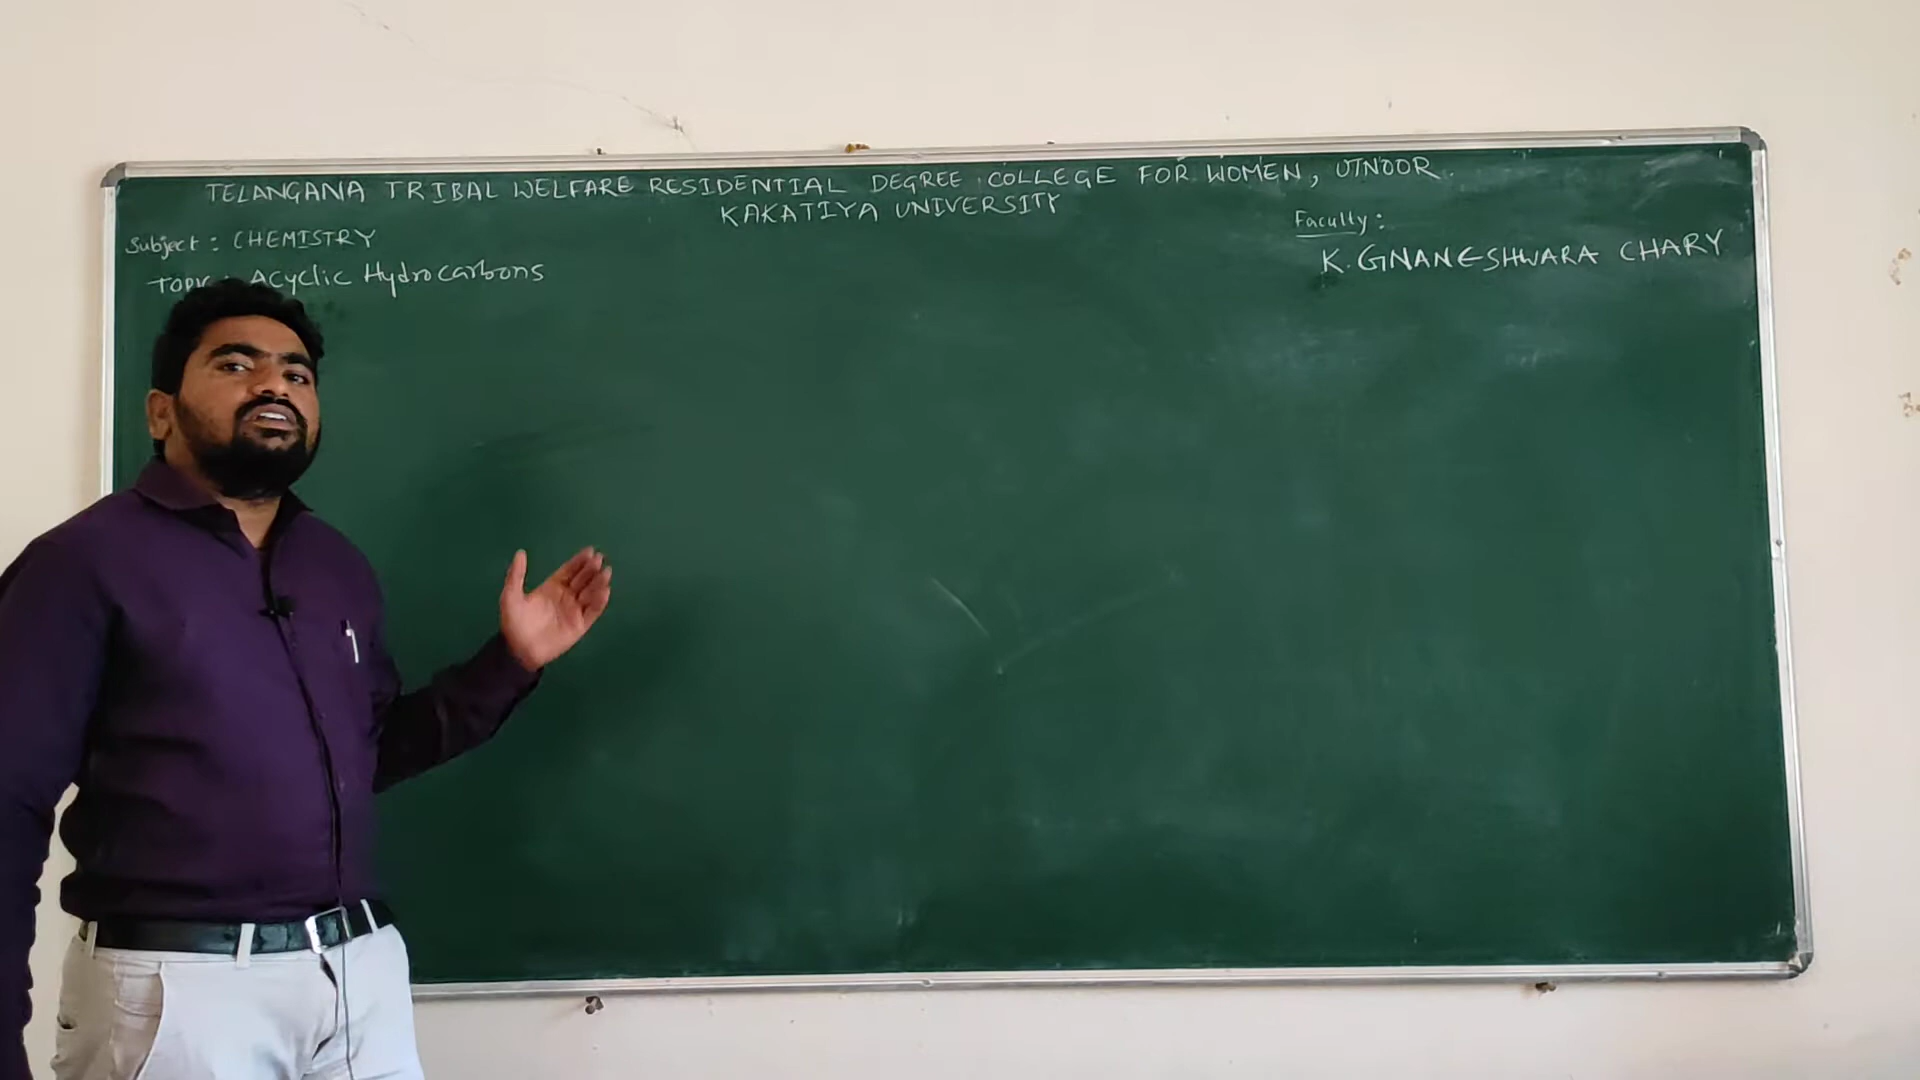 TELANGANA TRIBAL WELFARE RESIDENTIAL DEGREE COLLEGE FOR WOMEN, UTNOOR.
KAKATIYA UNIVERSITY
Subject : CHEMISTRY
Faculty :
K. GNANESHWARA CHARY
TOPIC : Acyclic Hydrocarbons